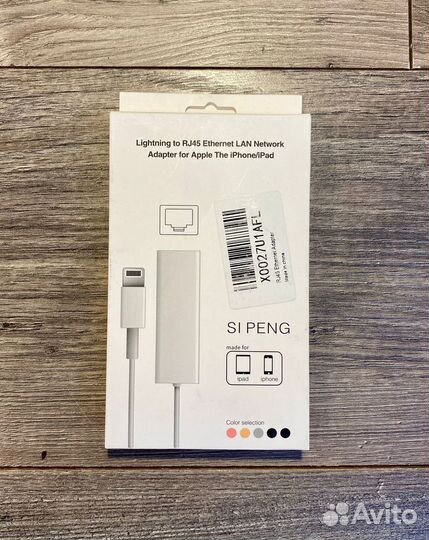 Lightning to RJ45 Ethernet LAN Network
Adapter for Apple The iPhone/iPad
X0027U1AFL
RJ45 Ethernet Adapter
Made in china
SI PENG
made for
ipad
iphone
Color selection
Avito